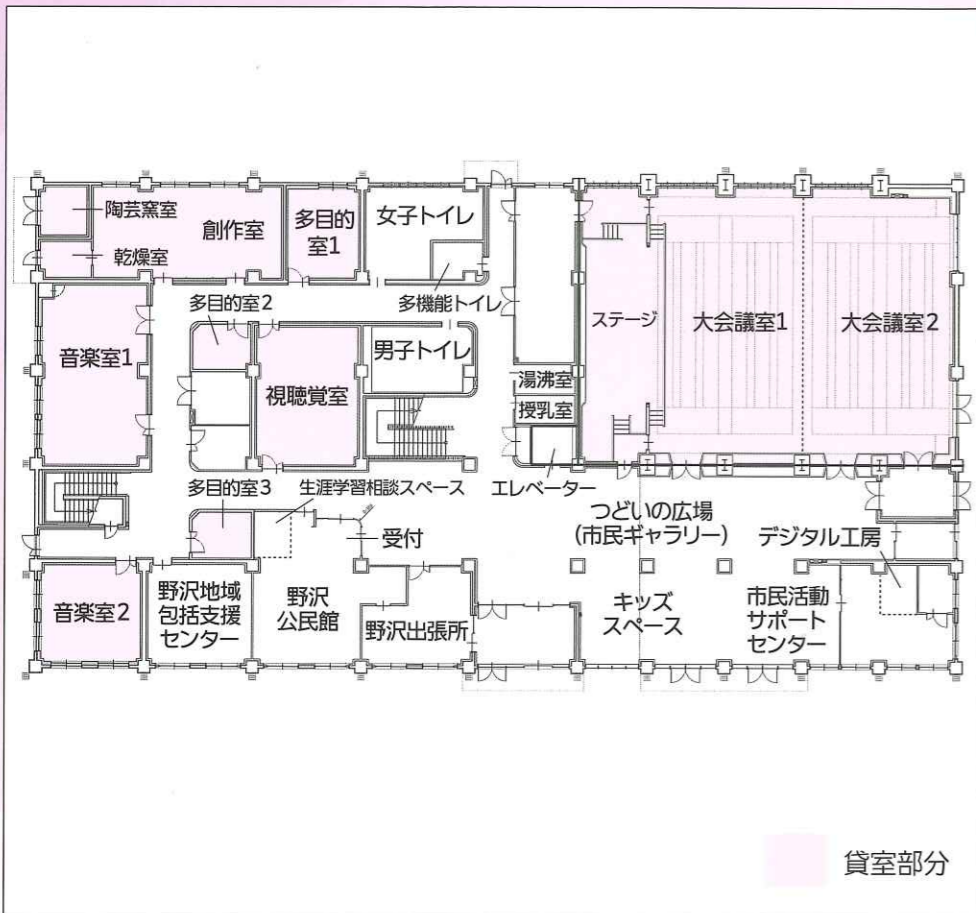 陶芸窯室
創作室
乾燥室
多目的
室1
女子トイレ
多機能トイレ
多目的室2
音楽室1
視聴覚室
男子トイレ
湯沸室
授乳室
エレベーター
ステージ
大会議室1
大会議室2
多目的室3
生涯学習相談スペース
受付
つどいの広場
(市民ギャラリー)
デジタル工房
音楽室2
野沢地域
包括支援
センター
野沢
公民館
野沢出張所
キッズ
スペース
市民活動
サポート
センター
貸室部分